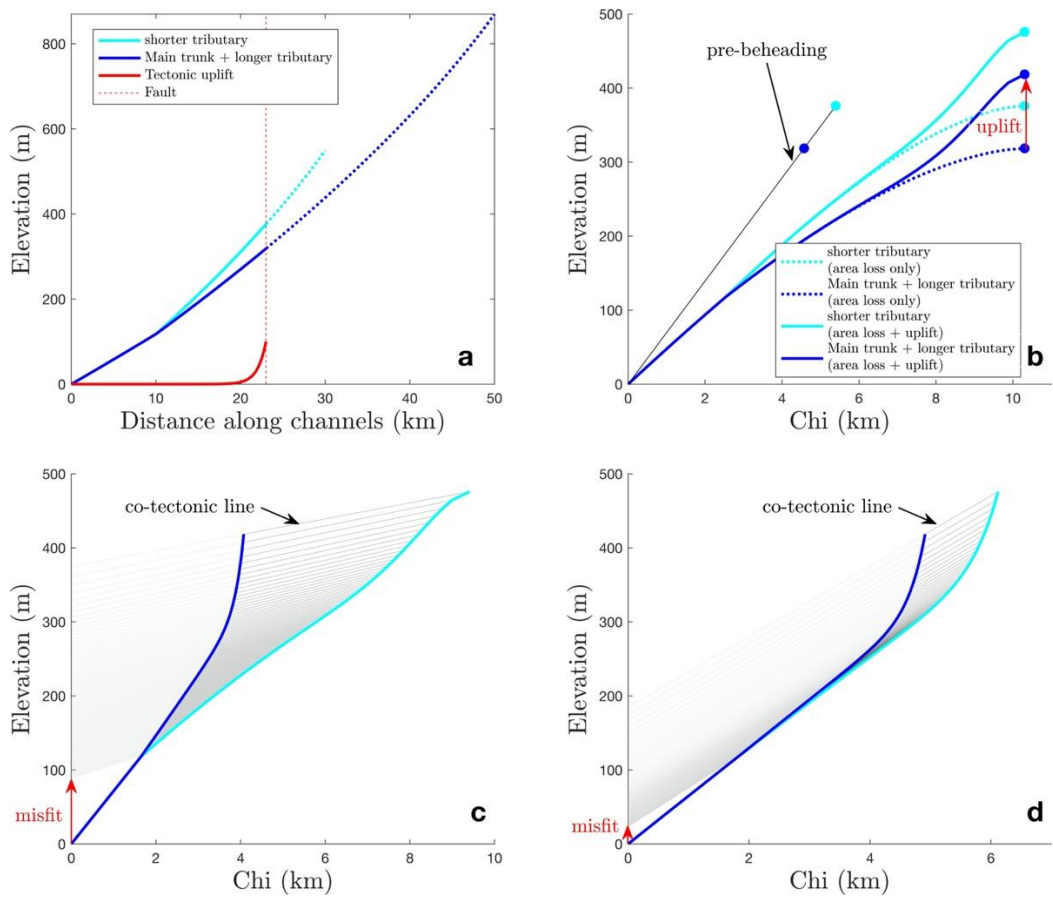 800
600
400
200
0
Elevation (m)
shorter tributary
Main trunk + longer tributary
Tectonic uplift
Fault
a
0
10
20
30
40
50
Distance along channels (km)
500
400
300
200
100
0
Elevation (m)
pre-beheading
uplift
shorter tributary
(area loss only)
Main trunk + longer tributary
(area loss only)
shorter tributary
(area loss + uplift)
Main trunk + longer tributary
(area loss + uplift)
b
0
2
4
6
8
10
Chi (km)
500
400
300
200
100
0
Elevation (m)
co-tectonic line
misfit
c
0
2
4
6
8
10
Chi (km)
500
400
300
200
100
0
Elevation (m)
co-tectonic line
misfit
d
0
2
4
6
Chi (km)